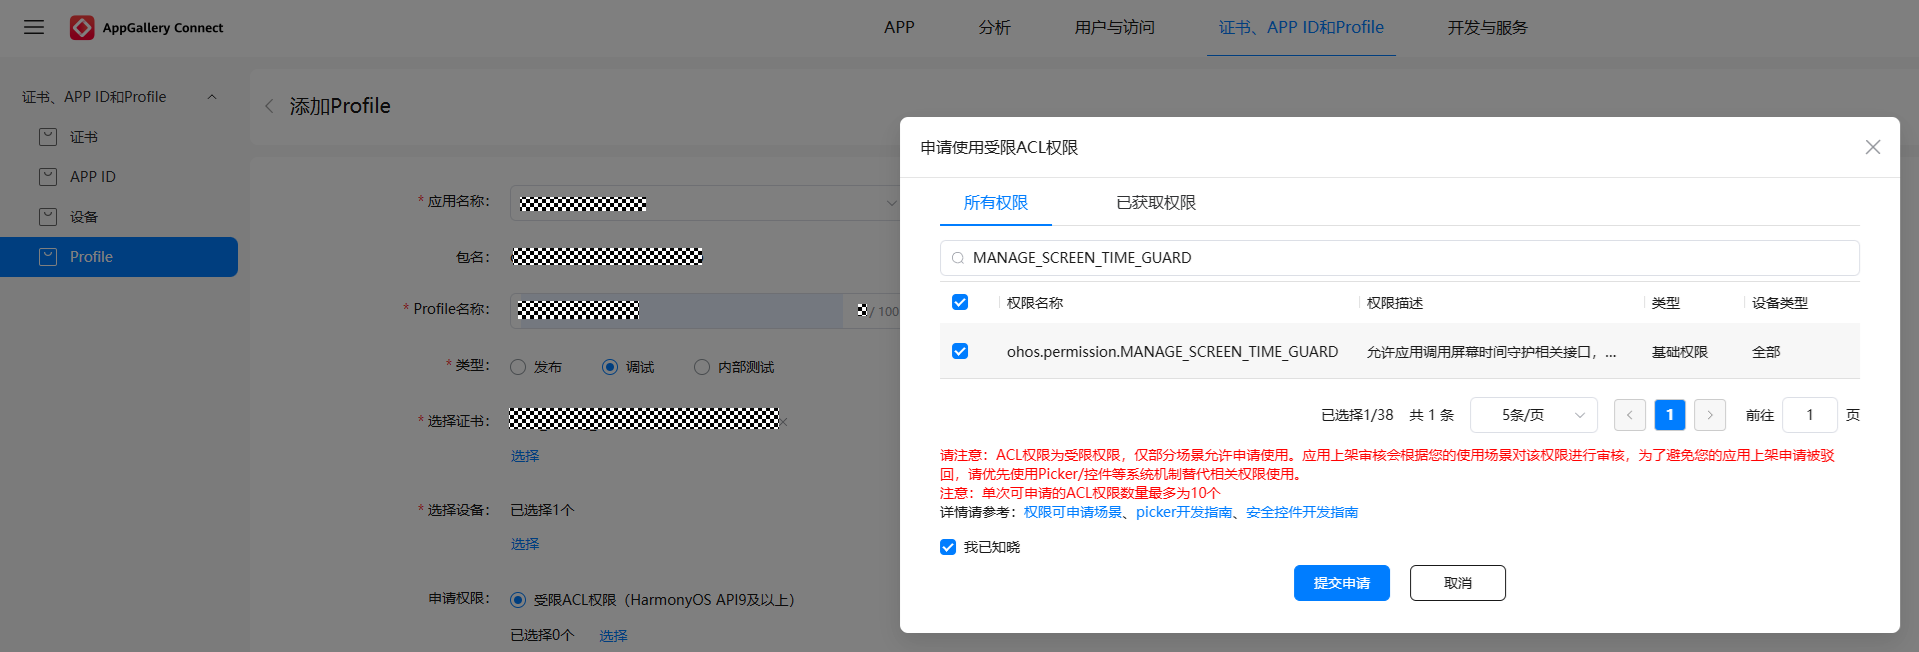 AppGallery Connect
APP
分析
用户与访问
证书、APP ID和Profile
开发与服务
证书、APP ID和Profile
证书
APP ID
设备
Profile
添加Profile
* 应用名称：
包名：
* Profile名称：
/ 100
* 类型：
发布
调试
内部测试
* 选择证书：
选择
* 选择设备：
已选择1个
选择
申请权限：
受限ACL权限（HarmonyOS API9及以上）
已选择0个 选择
申请使用受限ACL权限
所有权限
已获取权限
MANAGE_SCREEN_TIME_GUARD
权限名称 权限描述 类型 设备类型
ohos.permission.MANAGE_SCREEN_TIME_GUARD 允许应用调用屏幕时间守护相关接口，... 基础权限 全部
已选择1/38 共 1 条 5条/页 < 1 > 前往 1 页
请注意：ACL权限为受限权限，仅部分场景允许申请使用。应用上架审核会根据您的使用场景对该权限进行审核，为了避免您的应用上架申请被驳
回，请优先使用Picker/控件等系统机制替代相关权限使用。
注意：单次可申请的ACL权限数量最多为10个
详情请参考：权限可申请场景、picker开发指南、安全控件开发指南
我已知晓
提交申请
取消